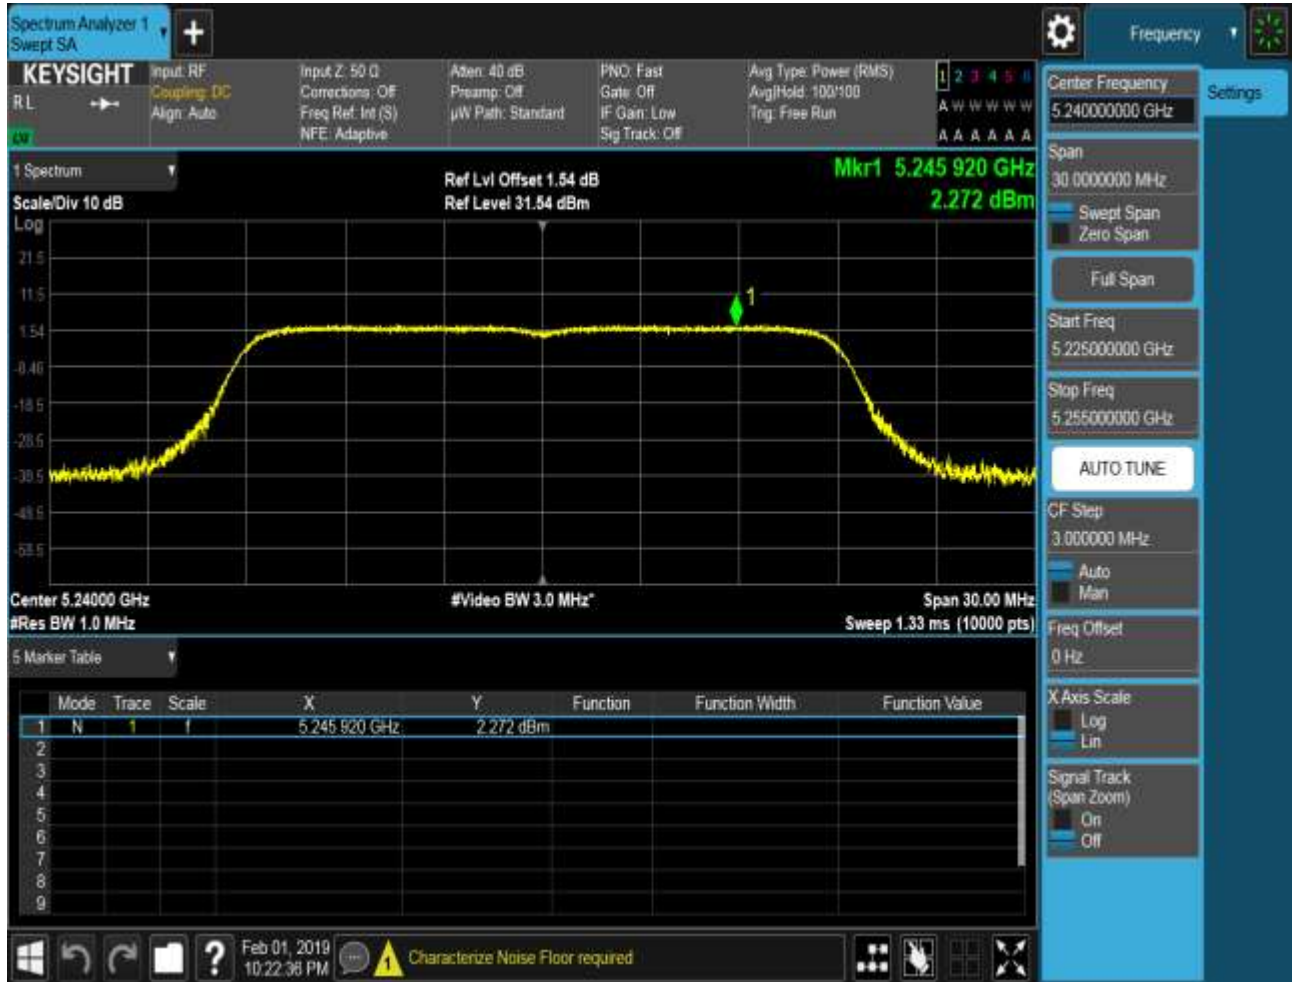 Spectrum Analyzer 1
Swept SA
+
Frequency
KEYSIGHT
RL
Input: RF
Coupling: DC
Align: Auto
Input Z: 50 Ω
Corrections: Off
Freq Ref: Int (S)
NFE: Adaptive
Atten: 40 dB
Preamp: Off
µW Path: Standard
PNO: Fast
Gate: Off
IF Gain: Low
Sig Track: Off
Avg Type: Power (RMS)
Avg|Hold: 100/100
Trig: Free Run
1 2 3 4 5 6
A W W W W W
A A A A A A
1 Spectrum
Scale/Div 10 dB
Log
Ref Lvl Offset 1.54 dB
Ref Level 31.54 dBm
Mkr1 5.245 920 GHz
2.272 dBm
21.5
11.5
1.54
-8.46
-18.5
-28.5
-38.5
-48.5
-58.5
1
Center 5.24000 GHz
#Res BW 1.0 MHz
#Video BW 3.0 MHz*
Span 30.00 MHz
Sweep 1.33 ms (10000 pts)
5 Marker Table
Mode Trace Scale X Y Function Function Width Function Value
1 N 1 f 5.245 920 GHz 2.272 dBm
2
3
4
5
6
7
8
9
Feb 01, 2019
10:22:36 PM
?
1
Characterize Noise Floor required
Settings
Center Frequency
5.240000000 GHz
Span
30.0000000 MHz
Swept Span
Zero Span
Full Span
Start Freq
5.225000000 GHz
Stop Freq
5.255000000 GHz
AUTO TUNE
CF Step
3.000000 MHz
Auto
Man
Freq Offset
0 Hz
X Axis Scale
Log
Lin
Signal Track
(Span Zoom)
On
Off